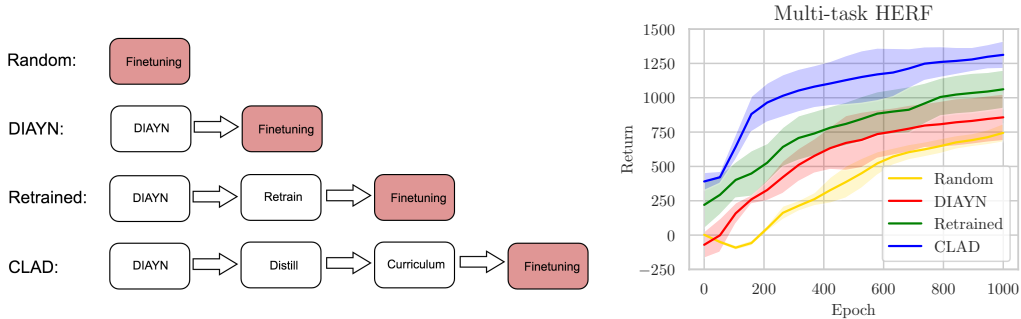 Random:
Finetuning
DIAYN:
DIAYN
Finetuning
Retrained:
DIAYN
Retrain
Finetuning
CLAD:
DIAYN
Distill
Curriculum
Finetuning
Multi-task HERF
Return
1500
1250
1000
750
500
250
0
−250
0
200
400
600
800
1000
Epoch
Random
DIAYN
Retrained
CLAD